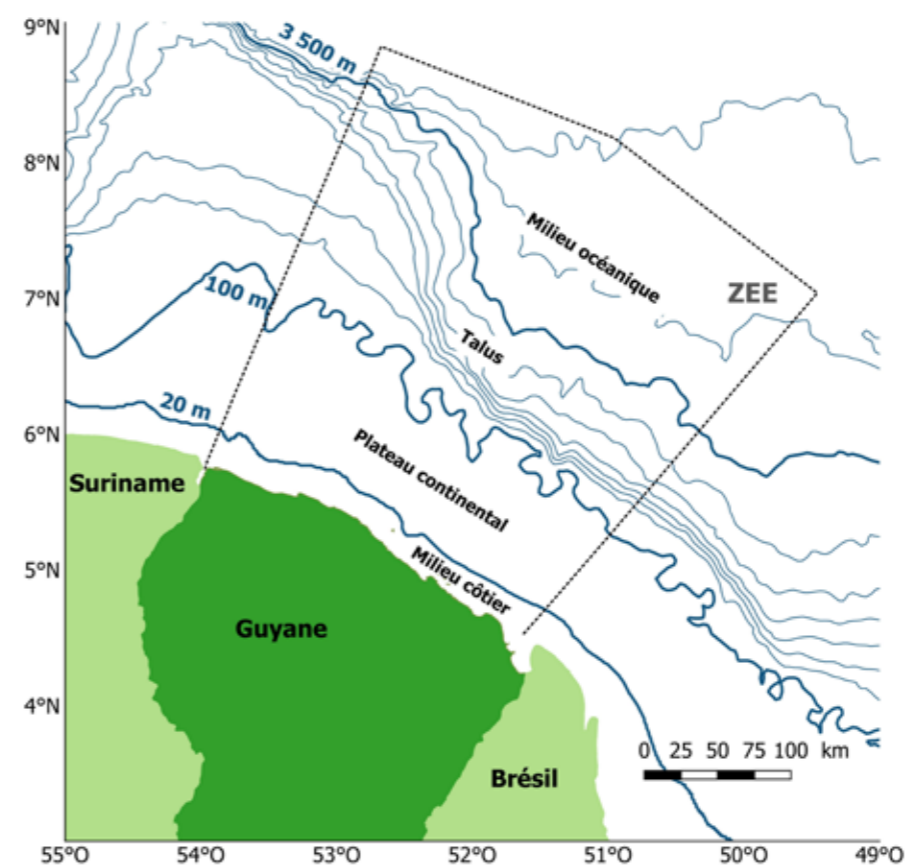 9°N
3 500 m
8°N
Milieu océanique
7°N
100 m
ZEE
Talus
20 m
6°N
Plateau continental
Suriname
5°N
Milieu côtier
Guyane
4°N
0 25 50 75 100 km
Brésil
55°O 54°O 53°O 52°O 51°O 50°O 49°O